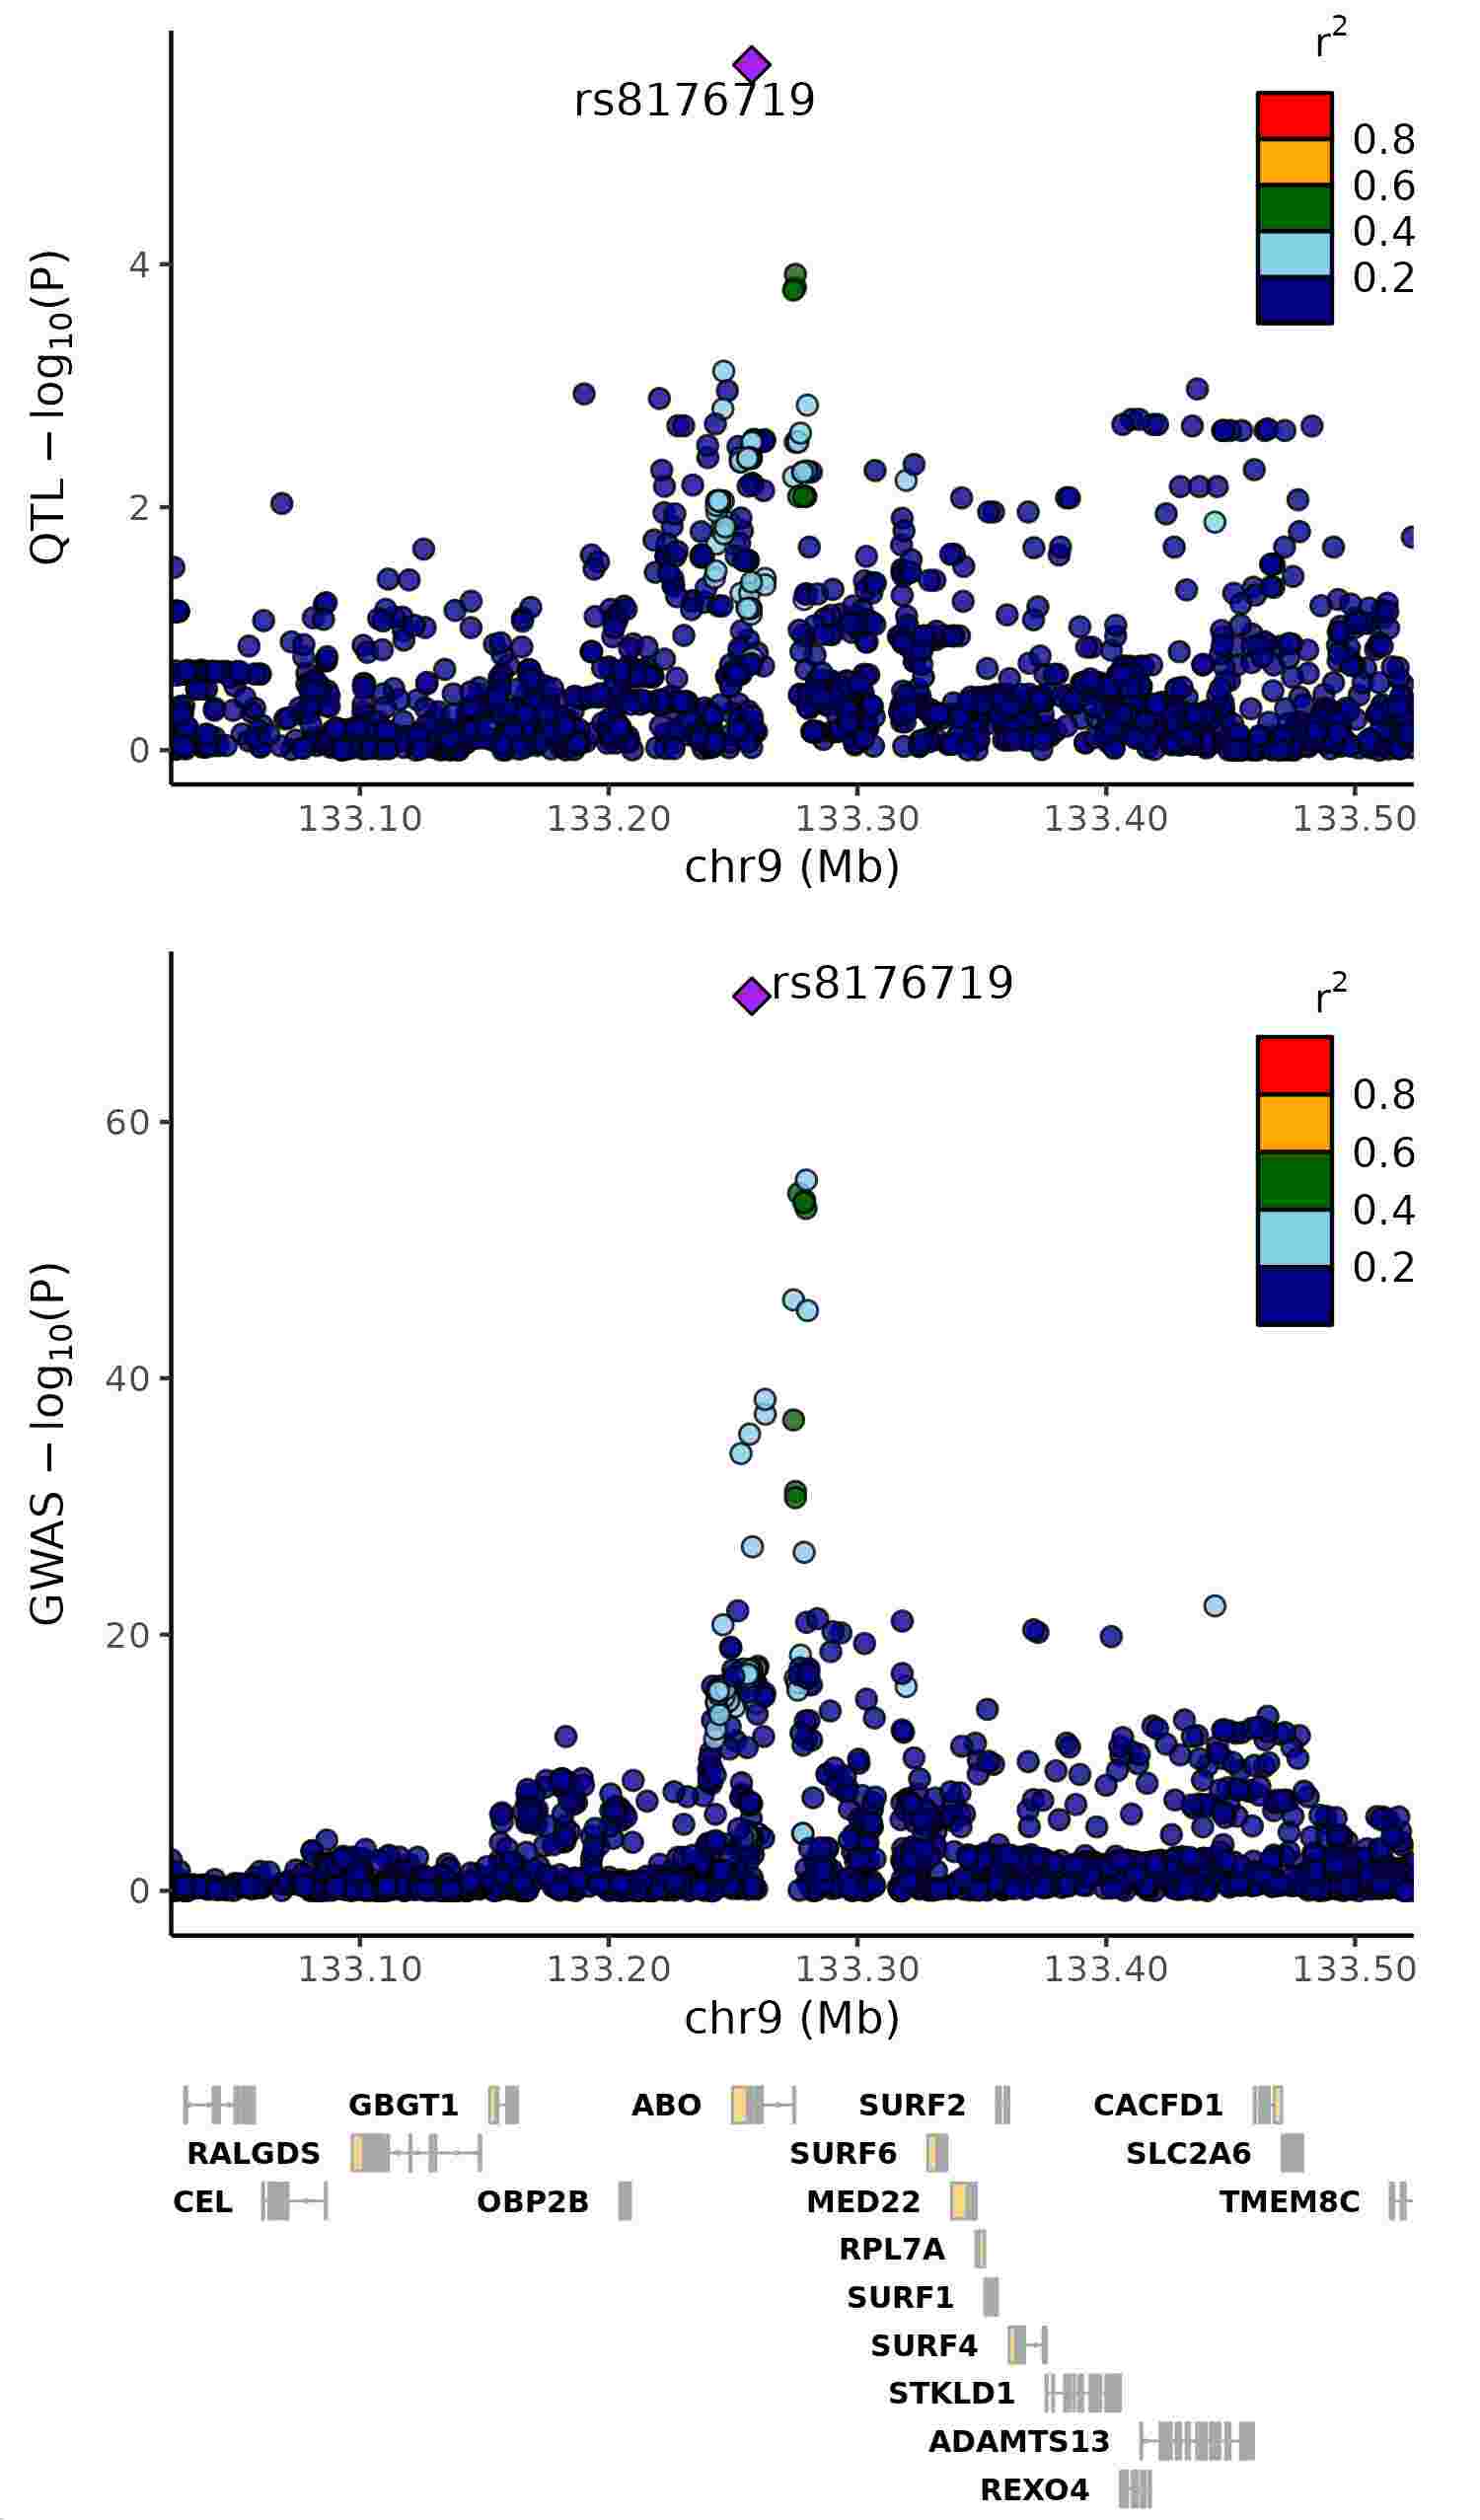 r²
rs8176719
0.8
0.6
0.4
0.2
QTL − log₁₀(P)
4
2
0
133.10 133.20 133.30 133.40 133.50
chr9 (Mb)
rs8176719
r²
0.8
0.6
0.4
0.2
GWAS − log₁₀(P)
60
40
20
0
133.10 133.20 133.30 133.40 133.50
chr9 (Mb)
GBGT1 ABO SURF2 CACFD1
RALGDS SURF6 SLC2A6
CEL OBP2B MED22 TMEM8C
RPL7A
SURF1
SURF4
STKLD1
ADAMTS13
REXO4